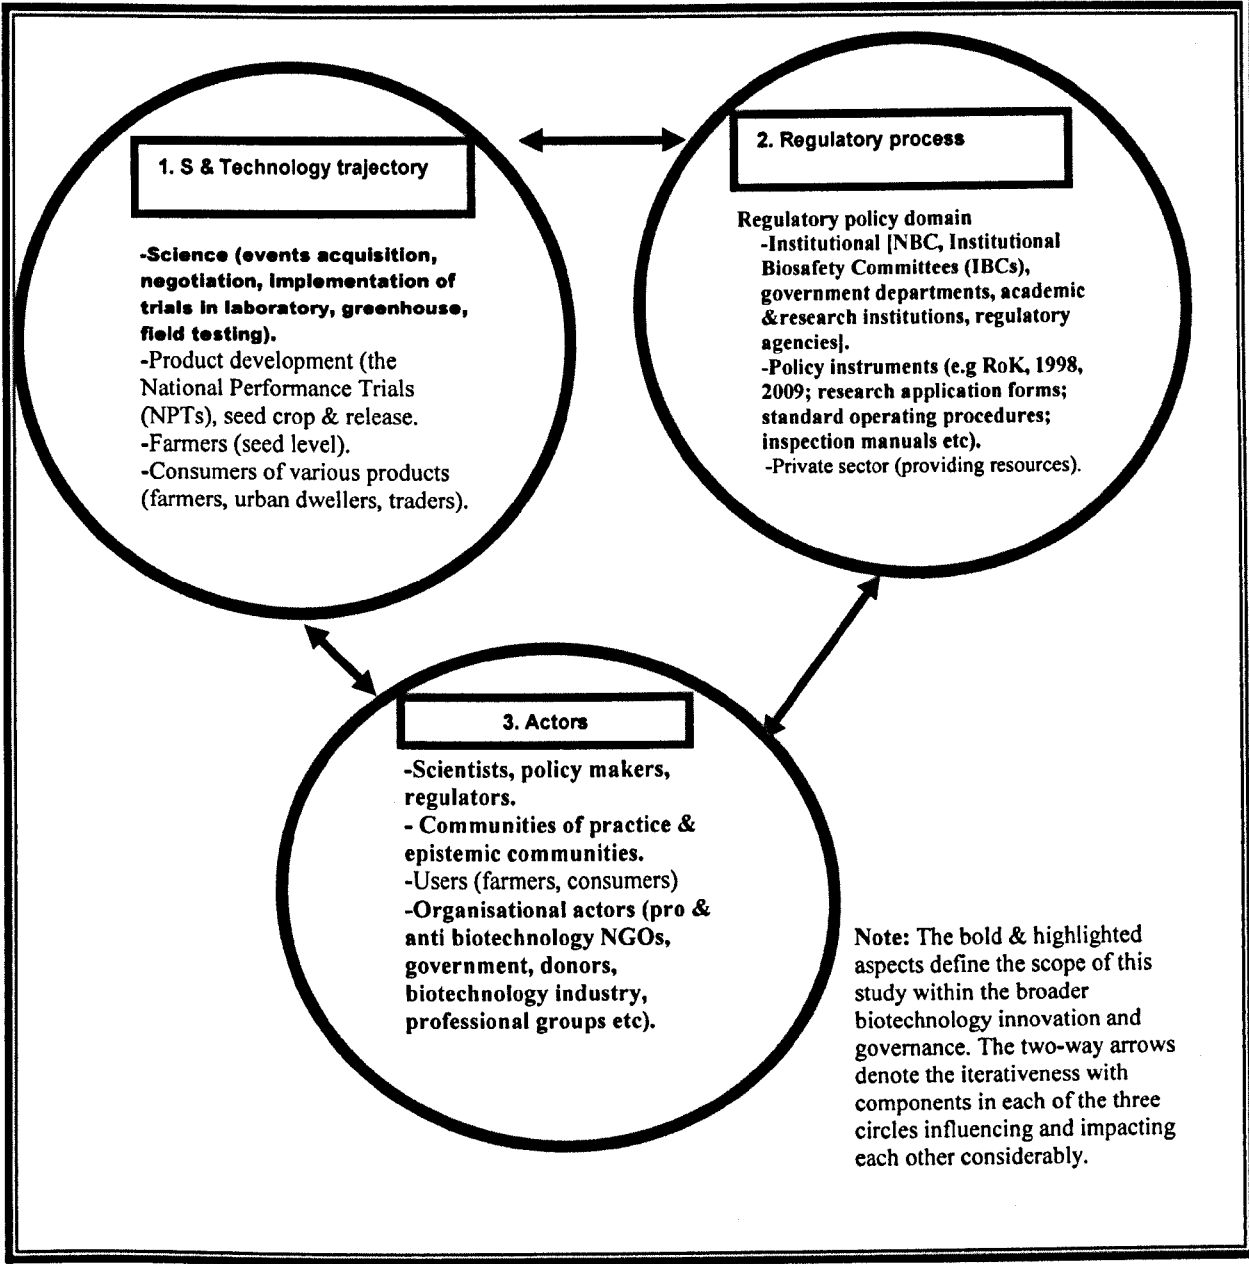 1. S & Technology trajectory
-Science (events acquisition,
negotiation, implementation of
trials in laboratory, greenhouse,
field testing).
-Product development (the
National Performance Trials
(NPTs), seed crop & release.
-Farmers (seed level).
-Consumers of various products
(farmers, urban dwellers, traders).
2. Regulatory process
Regulatory policy domain
-Institutional [NBC, Institutional
Biosafety Committees (IBCs),
government departments, academic
&research institutions, regulatory
agencies].
-Policy instruments (e.g RoK, 1998,
2009; research application forms;
standard operating procedures;
inspection manuals etc).
-Private sector (providing resources).
3. Actors
-Scientists, policy makers,
regulators.
- Communities of practice &
epistemic communities.
-Users (farmers, consumers)
-Organisational actors (pro &
anti biotechnology NGOs,
government, donors,
biotechnology industry,
professional groups etc).
Note: The bold & highlighted
aspects define the scope of this
study within the broader
biotechnology innovation and
governance. The two-way arrows
denote the iterativeness with
components in each of the three
circles influencing and impacting
each other considerably.